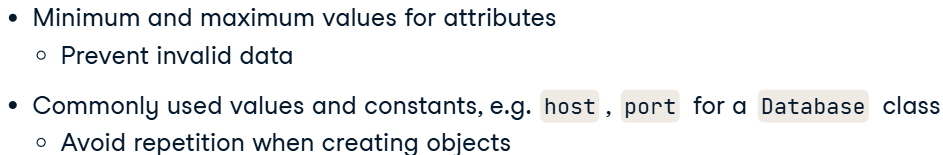 • Minimum and maximum values for attributes
○ Prevent invalid data
• Commonly used values and constants, e.g. host , port for a Database class
○ Avoid repetition when creating objects